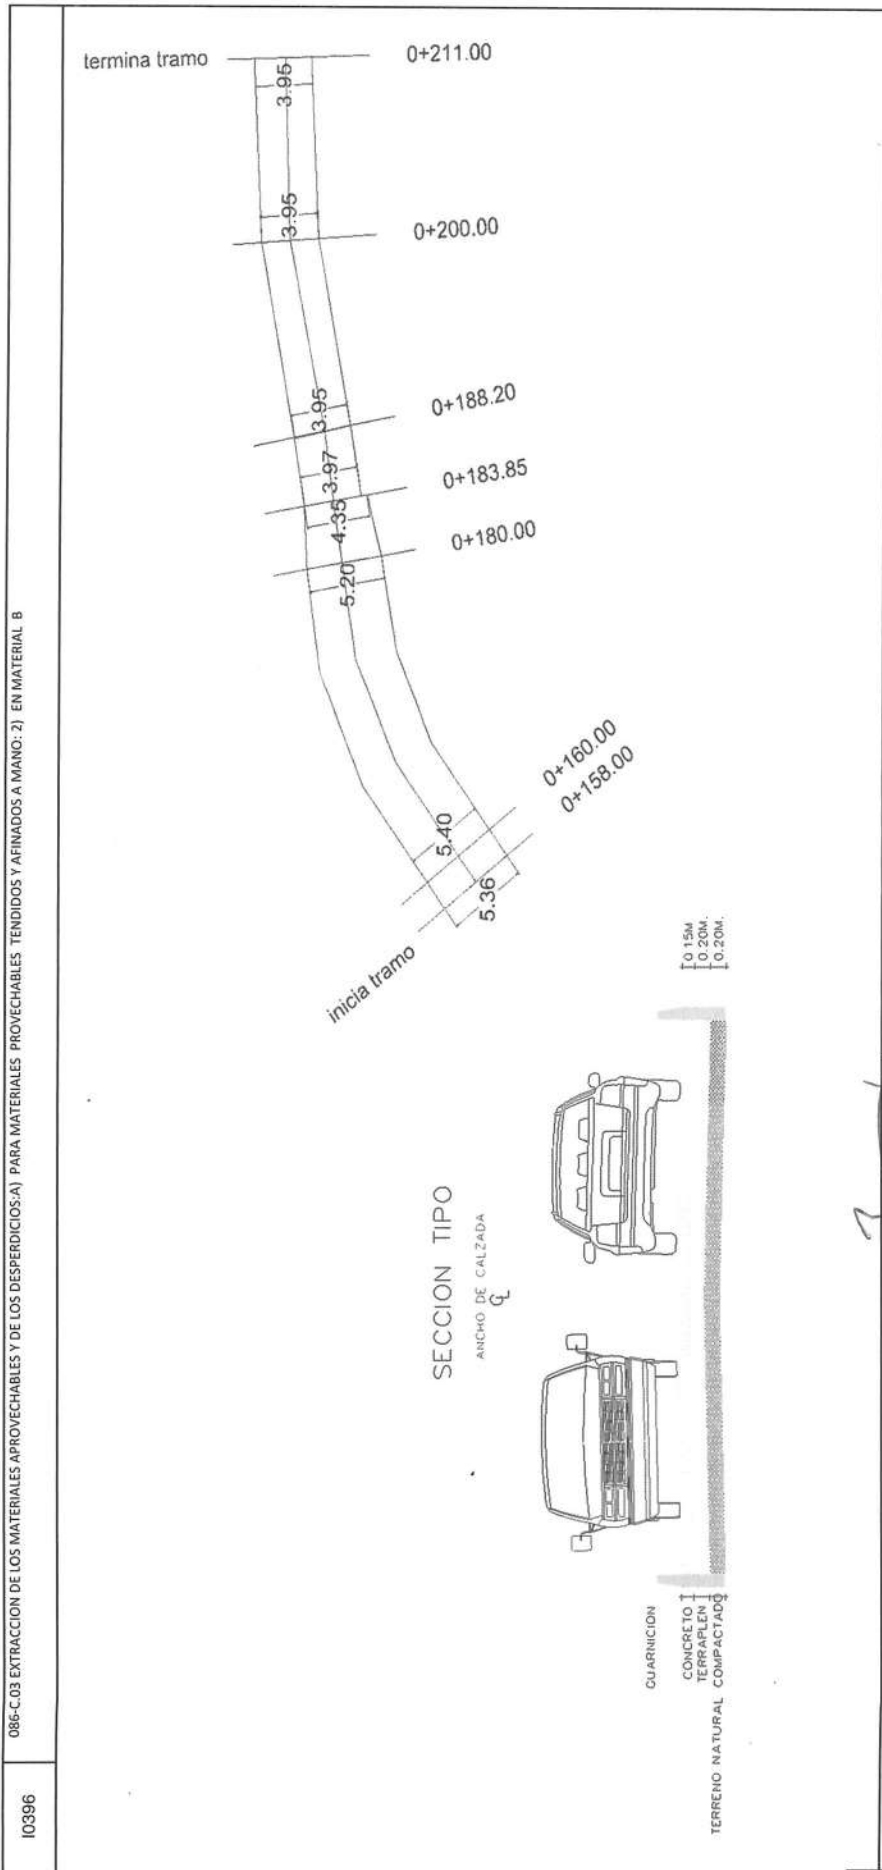 I0396
086-C.03 EXTRACCION DE LOS MATERIALES APROVECHABLES Y DE LOS DESPERDICIOS:A) PARA MATERIALES PROVECHABLES TENDIDOS Y AFINADOS A MANO: 2) EN MATERIAL B
termina tramo
0+211.00
3.95
3.95
0+200.00
3.95
0+188.20
3.97
0+183.85
4.35
0+180.00
5.20
0+160.00
0+158.00
5.40
5.36
inicia tramo
SECCION TIPO
ANCHO DE CALZADA
CL
0.15M
0.20M.
0.20M.
GUARNICION
CONCRETO
TERRAPLEN
TERRENO NATURAL COMPACTADO